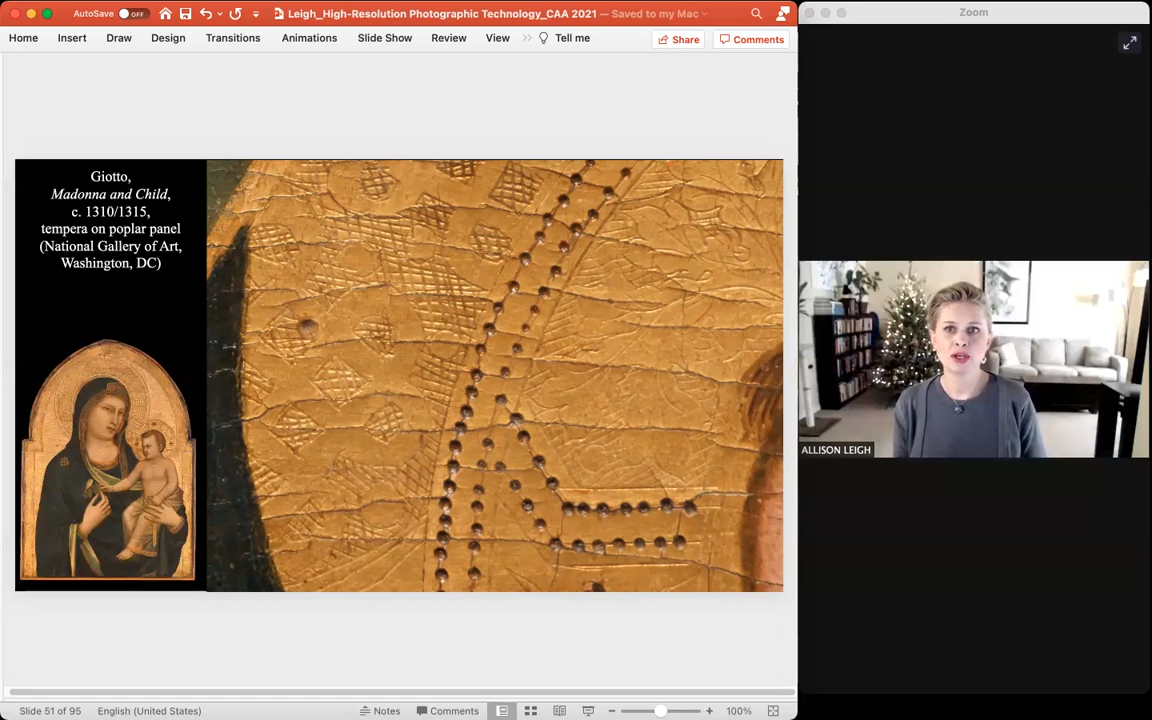 AutoSave OFF
Leigh_High-Resolution Photographic Technology_CAA 2021 — Saved to my Mac
Home Insert Draw Design Transitions Animations Slide Show Review View Tell me Share Comments
Giotto,
Madonna and Child,
c. 1310/1315,
tempera on poplar panel
(National Gallery of Art,
Washington, DC)
Slide 51 of 95 English (United States) Notes Comments 100%
Zoom
ALLISON LEIGH